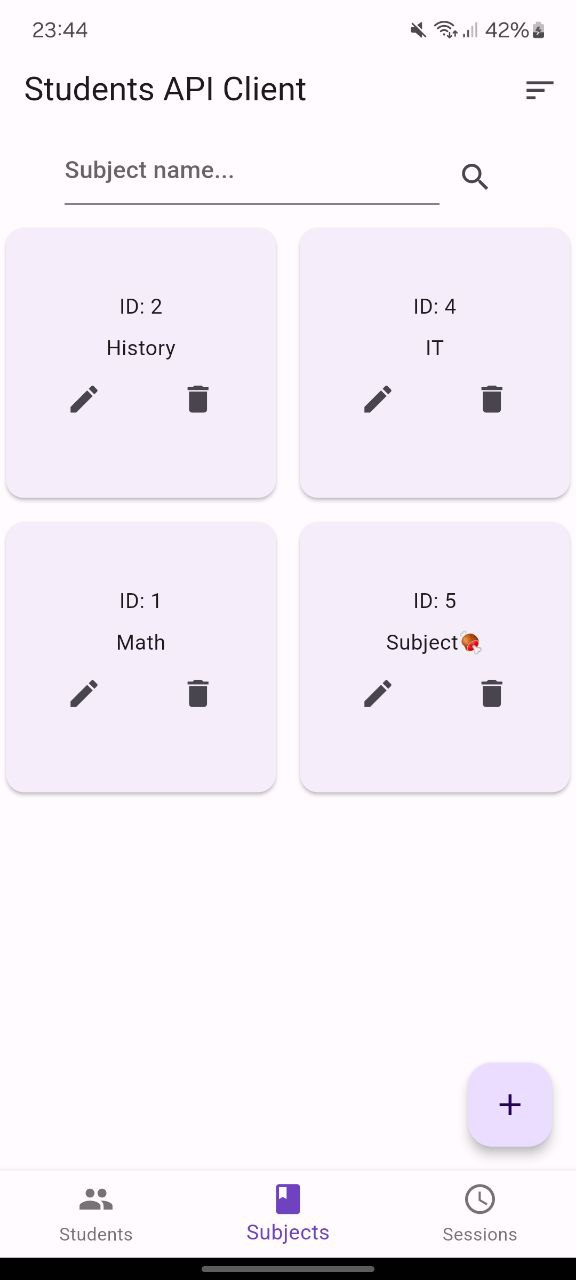 23:44 42%
Students API Client
Subject name...
ID: 2
History
ID: 4
IT
ID: 1
Math
ID: 5
Subject🍖
Students
Subjects
Sessions